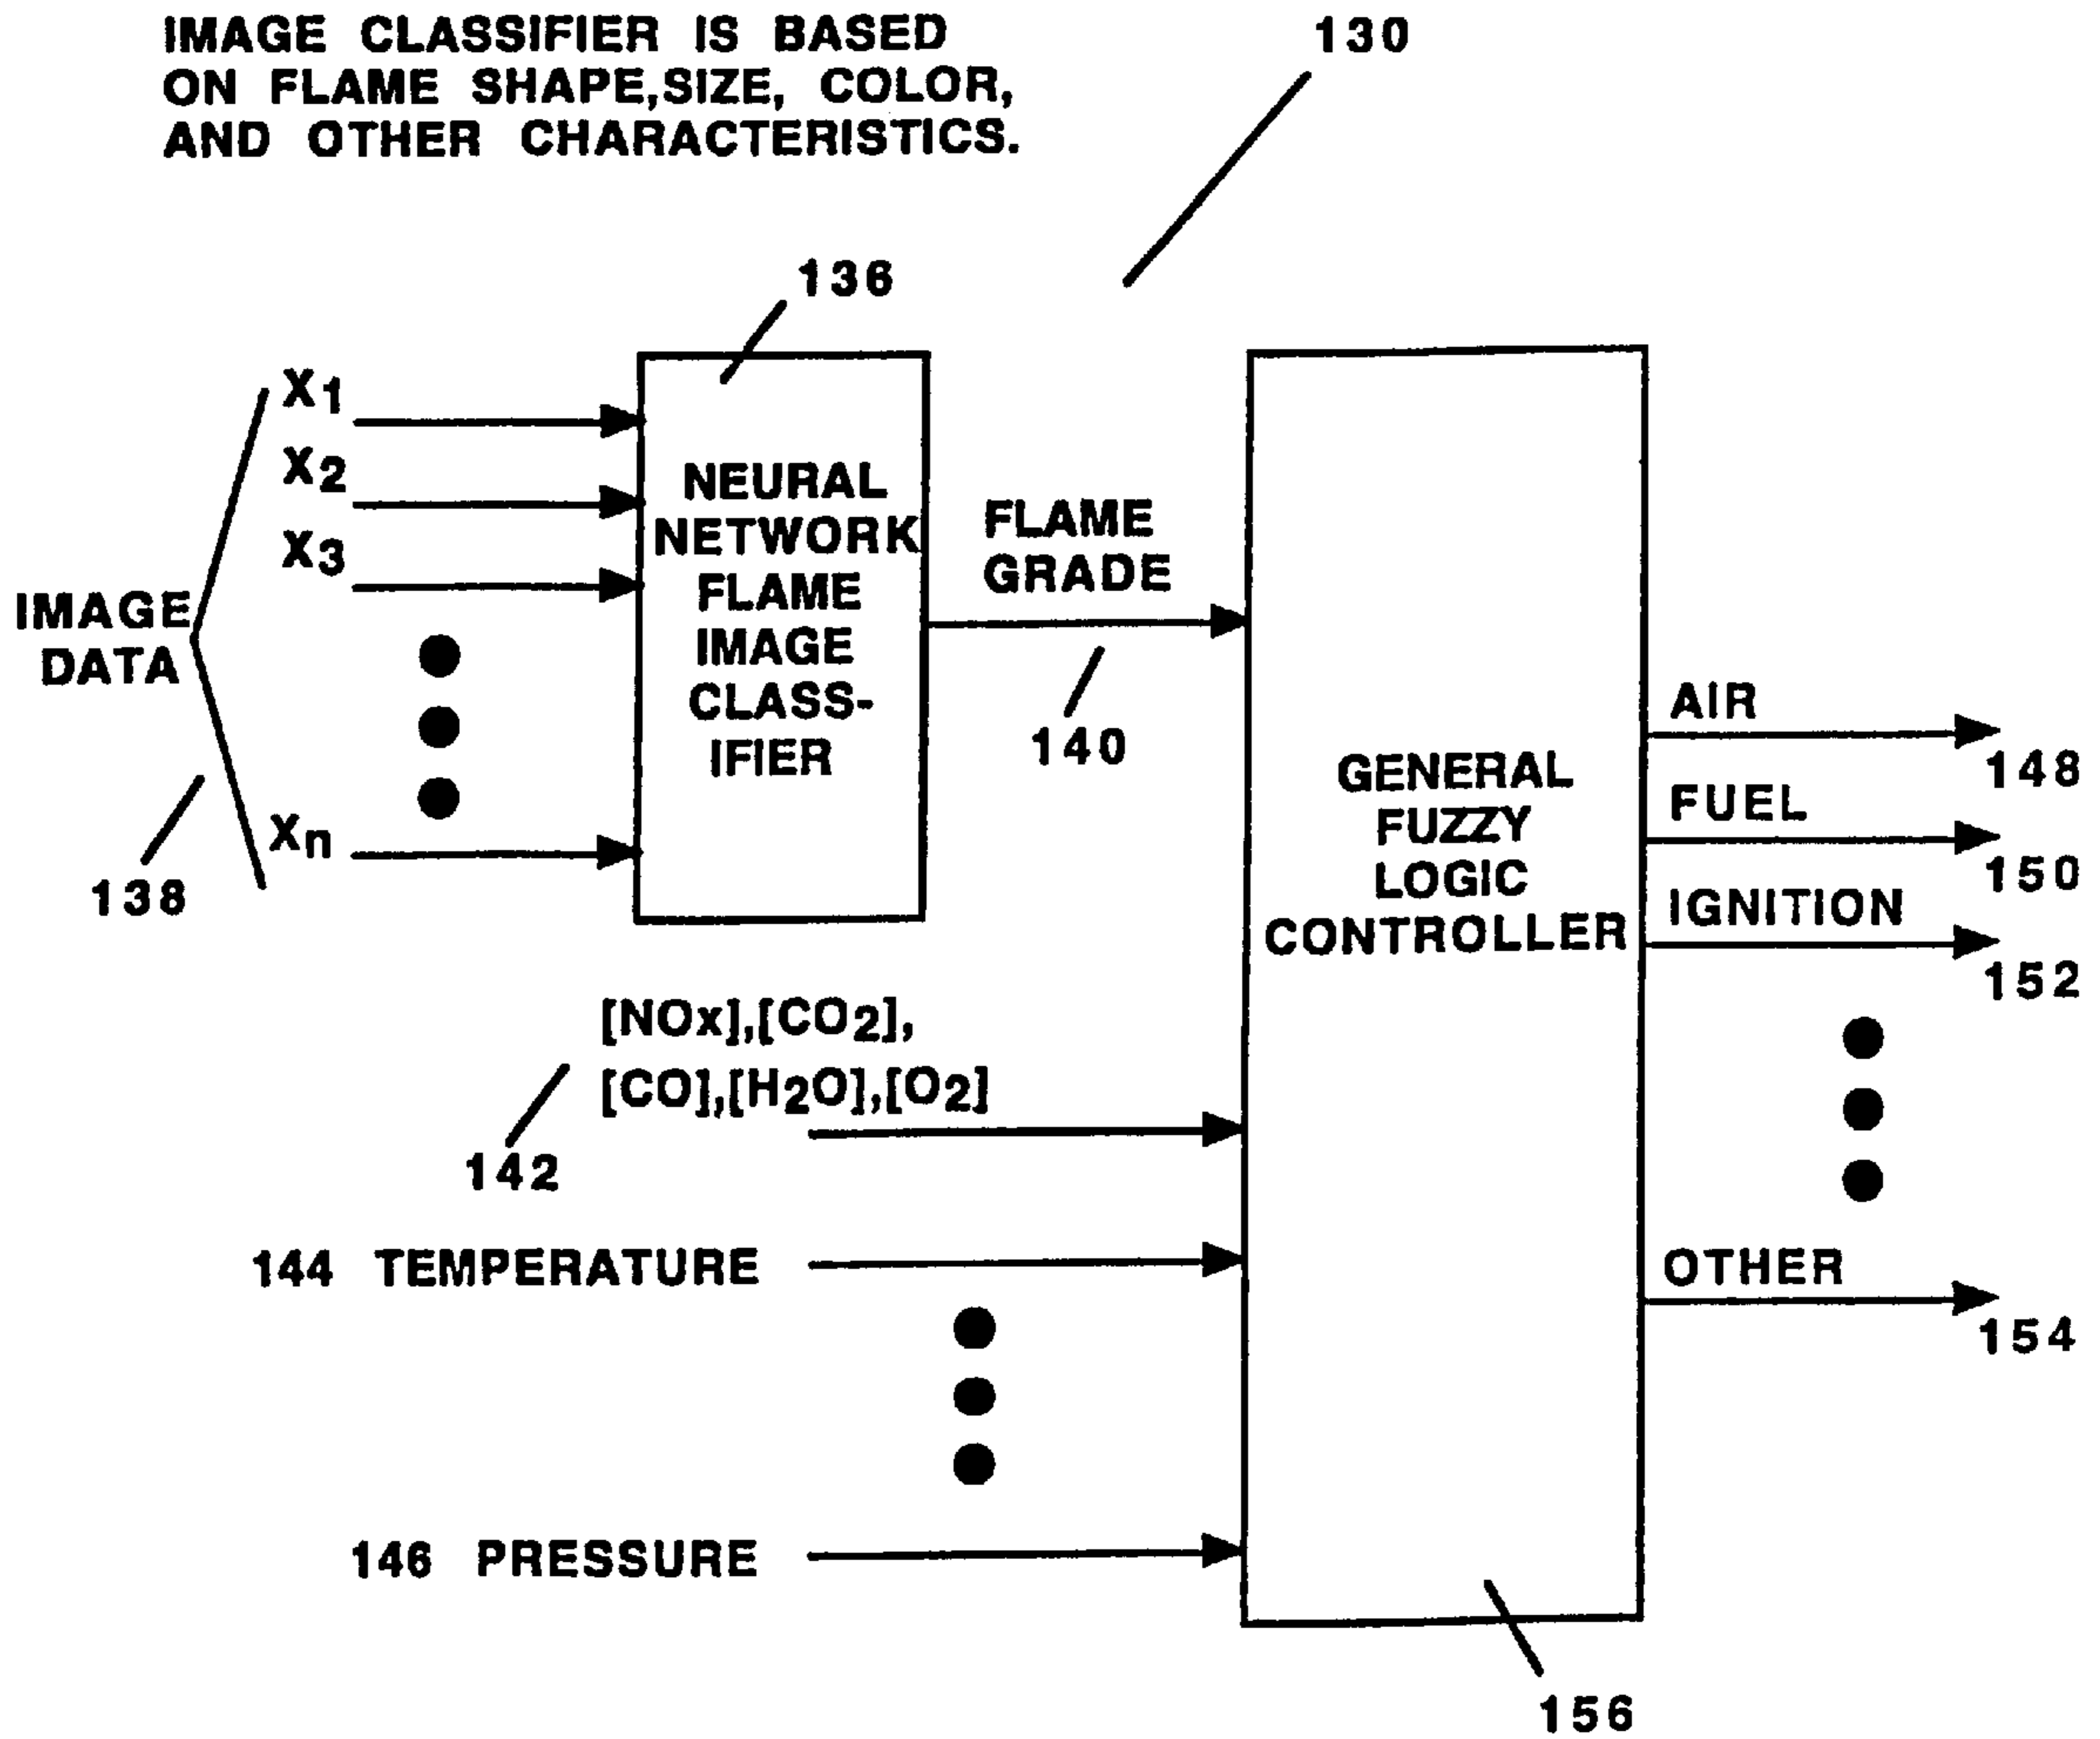 IMAGE CLASSIFIER IS BASED
ON FLAME SHAPE,SIZE, COLOR,
AND OTHER CHARACTERISTICS.
130
136
X1
X2
X3
IMAGE
DATA
Xn
138
NEURAL
NETWORK
FLAME
IMAGE
CLASS-
IFIER
FLAME
GRADE
140
GENERAL
FUZZY
LOGIC
CONTROLLER
AIR
148
FUEL
150
IGNITION
152
OTHER
154
[NOx],[CO2],
[CO],[H2O],[O2]
142
144 TEMPERATURE
146 PRESSURE
156